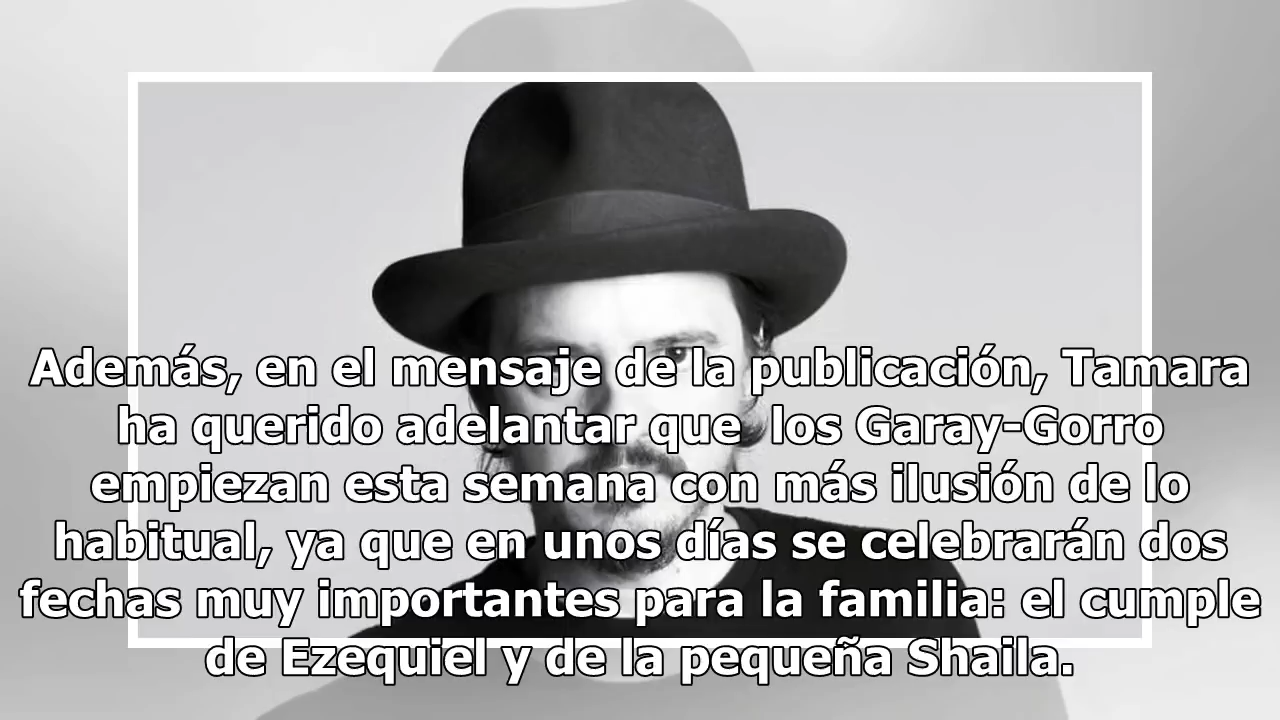 Además, en el mensaje de la publicación, Tamara
ha querido adelantar que  los Garay-Gorro
empiezan esta semana con más ilusión de lo
habitual, ya que en unos días se celebrarán dos
fechas muy importantes para la familia: el cumple
de Ezequiel y de la pequeña Shaila.